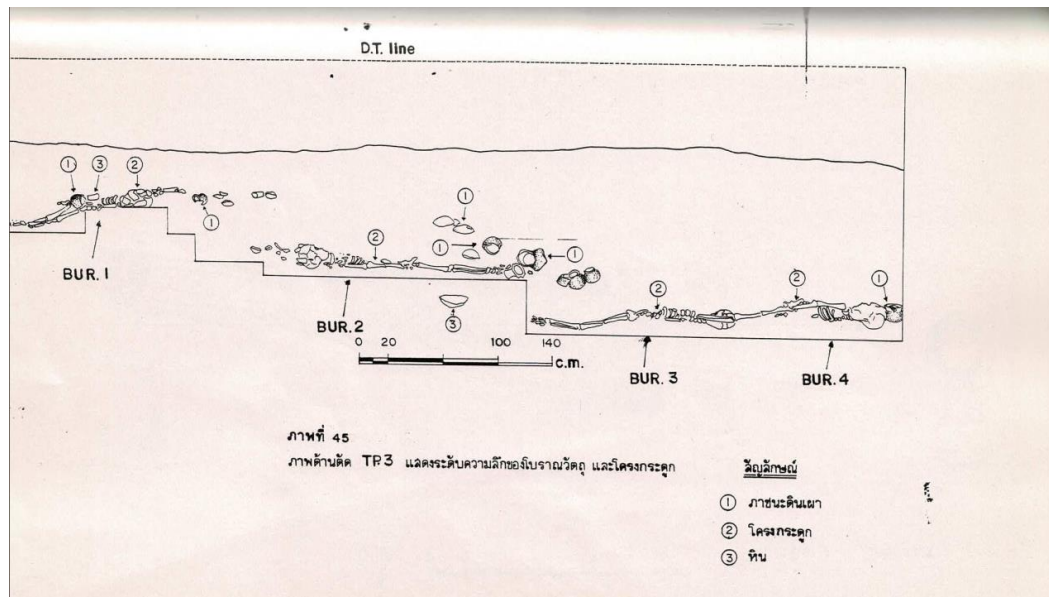 D.T. line
① ③ ②
①
①
②
①
①
②
②
①
BUR. 1
BUR. 2
③
0 20 100 140
c.m.
BUR. 3
BUR. 4
ภาพที่ 45
ภาพด้านตัด TP.3 แสดงระดับความลึกของโบราณวัตถุ และโครงกระดูก
สัญลักษณ์
① ภาชนะดินเผา
② โครงกระดูก
③ หิน